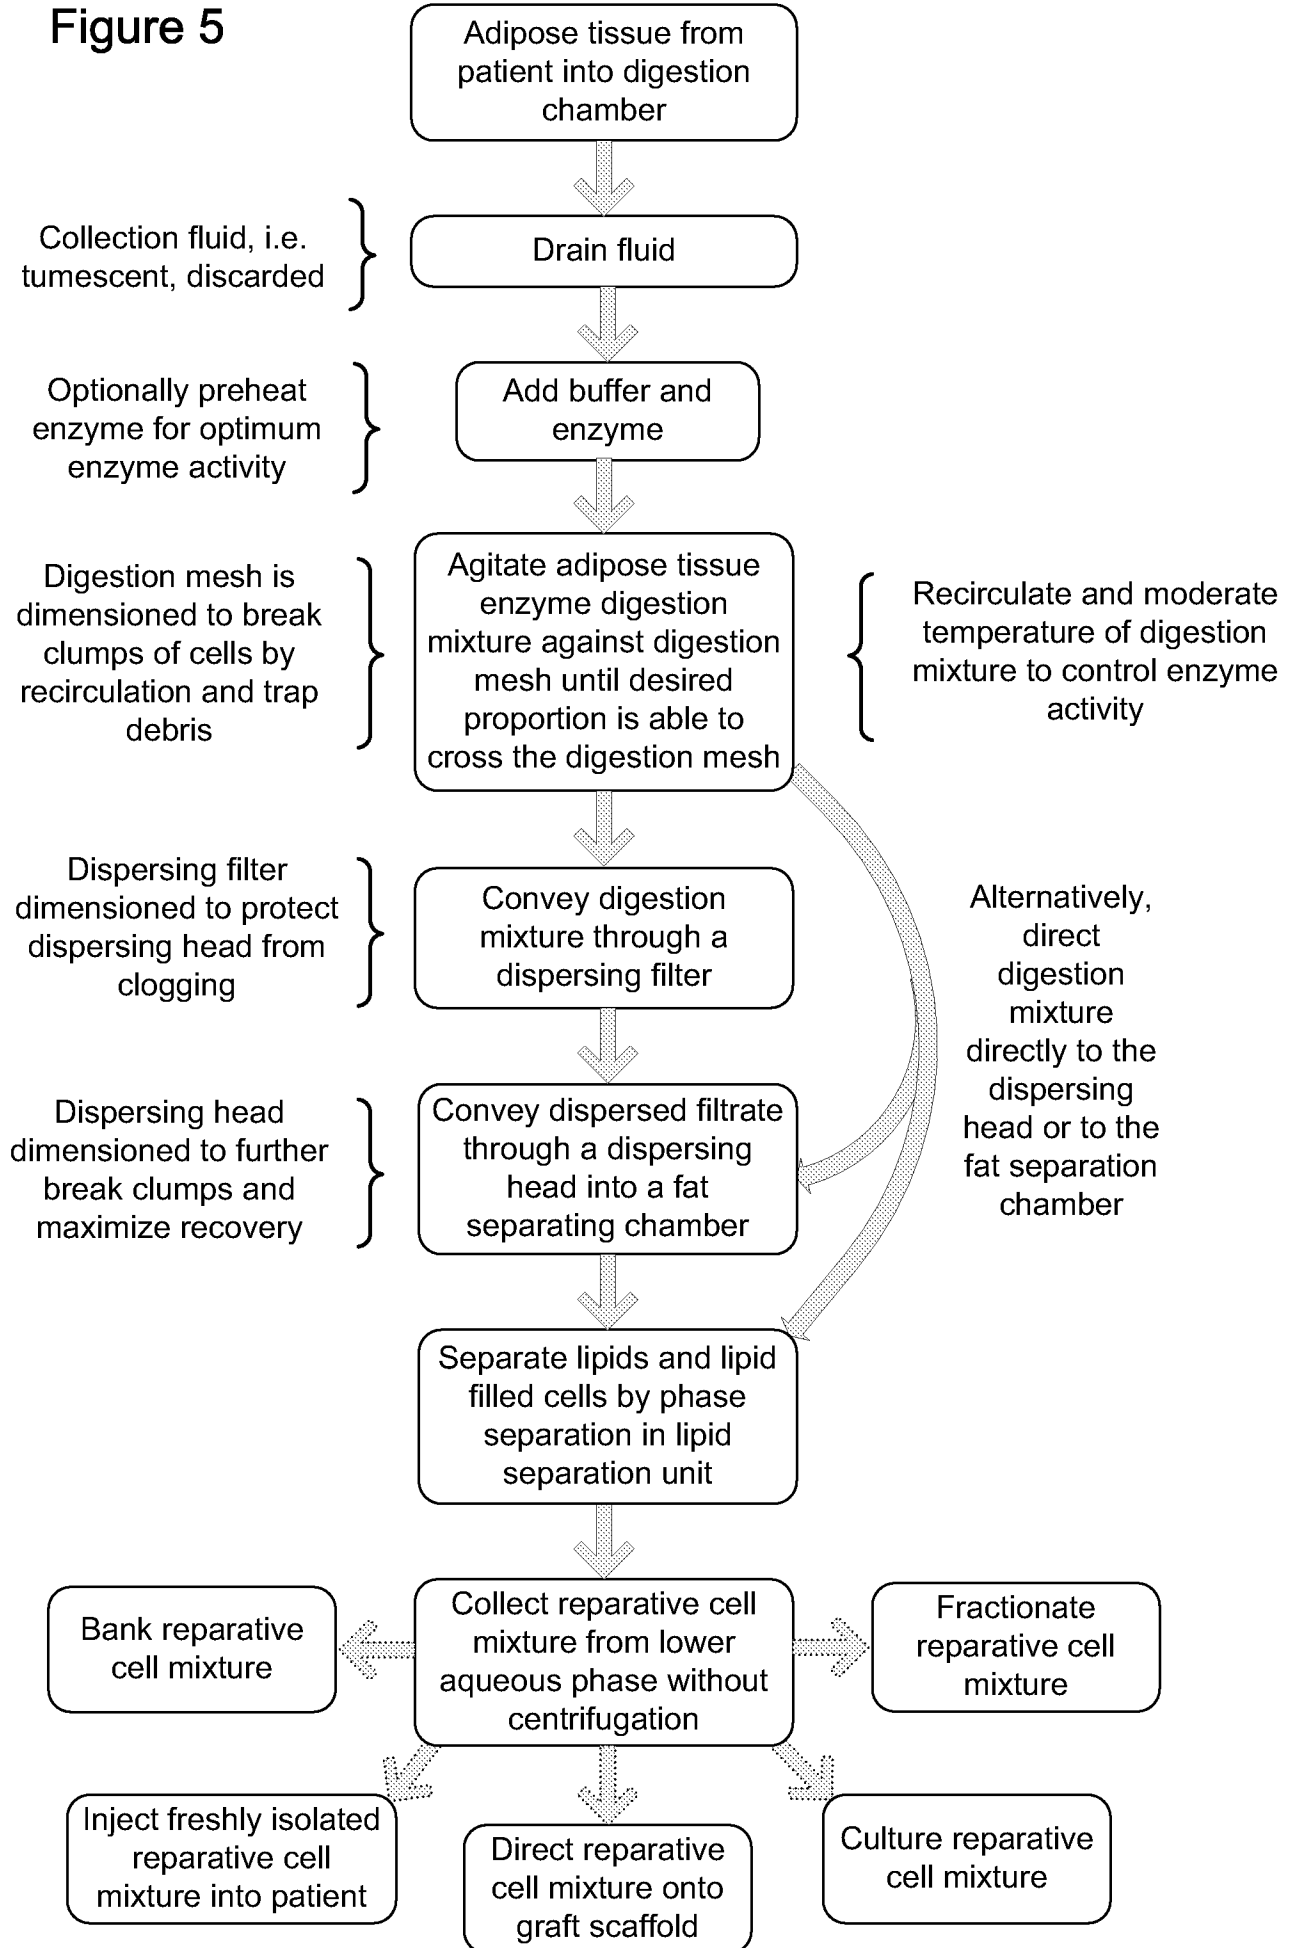 Figure 5
Adipose tissue from
patient into digestion
chamber
Collection fluid, i.e.
tumescent, discarded
Drain fluid
Optionally preheat
enzyme for optimum
enzyme activity
Add buffer and
enzyme
Digestion mesh is
dimensioned to break
clumps of cells by
recirculation and trap
debris
Agitate adipose tissue
enzyme digestion
mixture against digestion
mesh until desired
proportion is able to
cross the digestion mesh
Recirculate and moderate
temperature of digestion
mixture to control enzyme
activity
Dispersing filter
dimensioned to protect
dispersing head from
clogging
Convey digestion
mixture through a
dispersing filter
Alternatively,
direct
digestion
mixture
directly to the
dispersing
head or to the
fat separation
chamber
Dispersing head
dimensioned to further
break clumps and
maximize recovery
Convey dispersed filtrate
through a dispersing
head into a fat
separating chamber
Separate lipids and lipid
filled cells by phase
separation in lipid
separation unit
Bank reparative
cell mixture
Collect reparative cell
mixture from lower
aqueous phase without
centrifugation
Fractionate
reparative cell
mixture
Inject freshly isolated
reparative cell
mixture into patient
Direct reparative
cell mixture onto
graft scaffold
Culture reparative
cell mixture